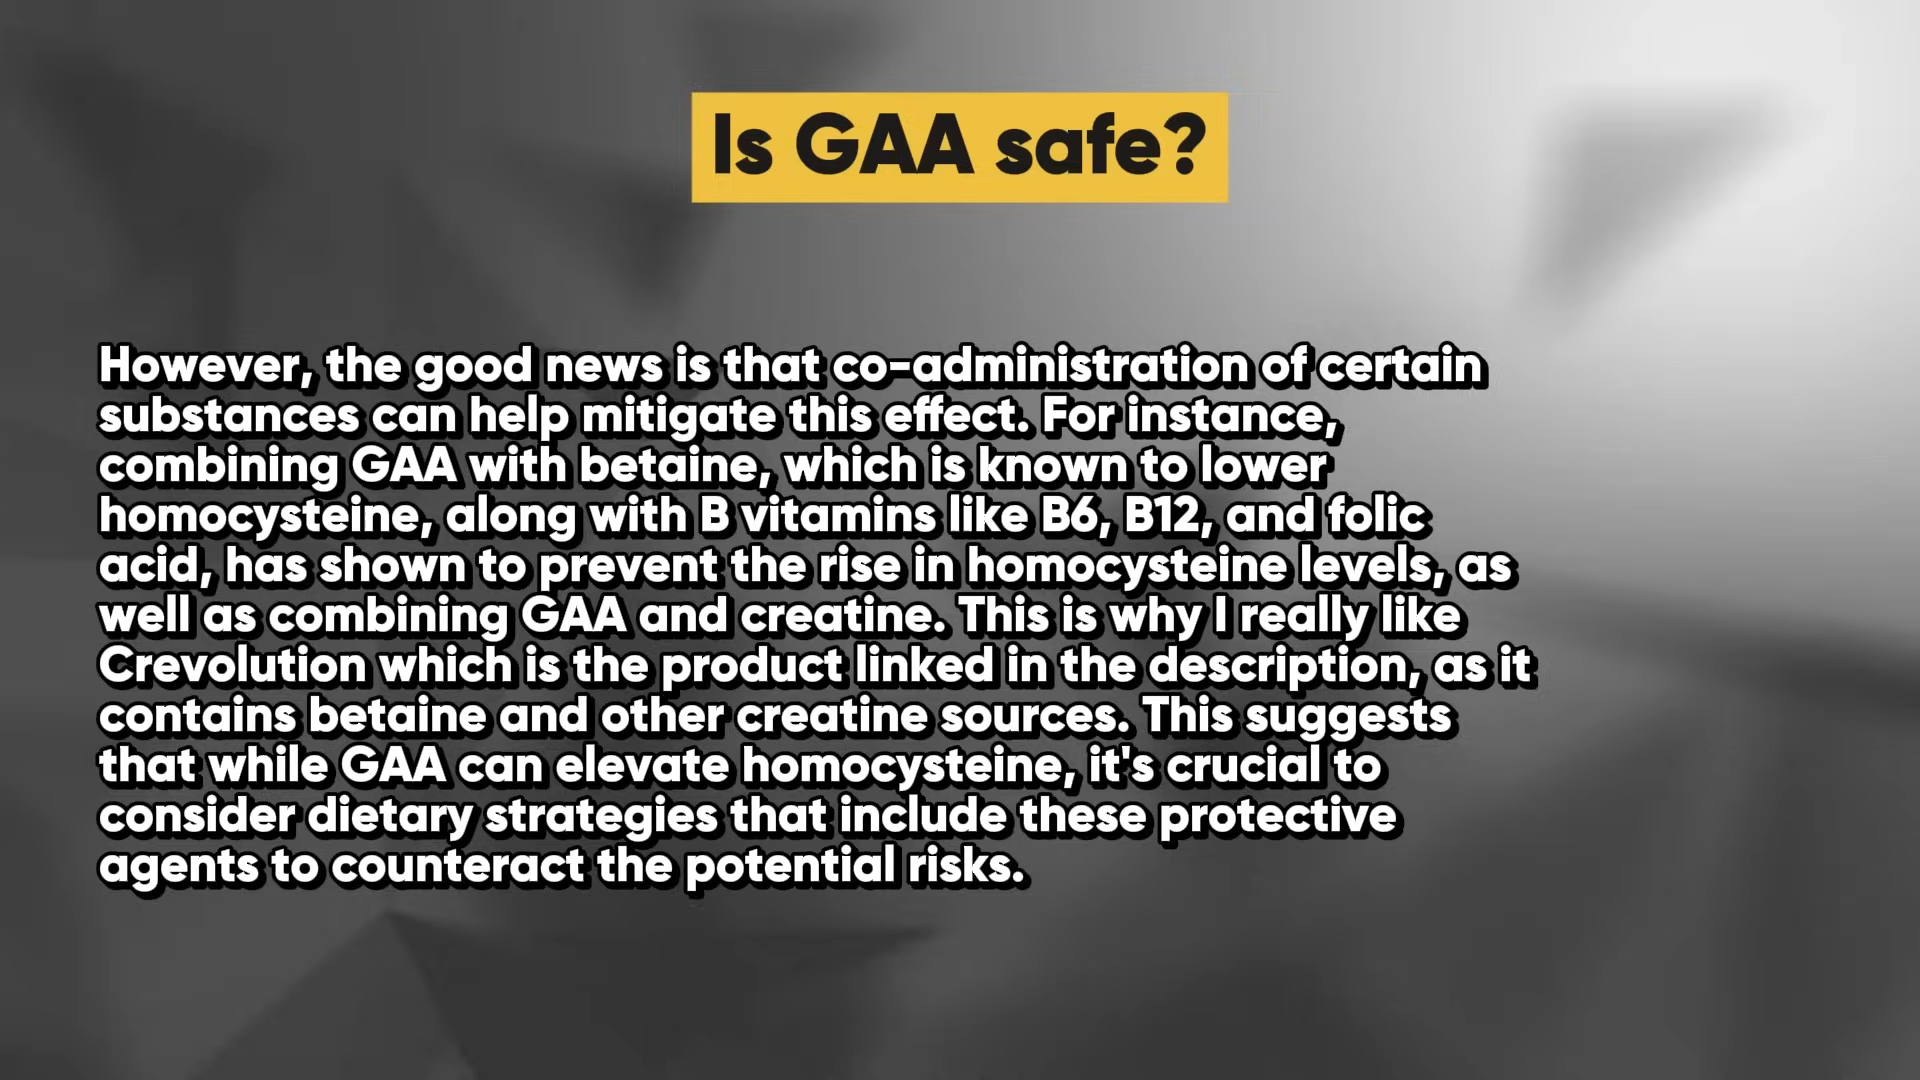 Is GAA safe?
However, the good news is that co-administration of certain
substances can help mitigate this effect. For instance,
combining GAA with betaine, which is known to lower
homocysteine, along with B vitamins like B6, B12, and folic
acid, has shown to prevent the rise in homocysteine levels, as
well as combining GAA and creatine. This is why I really like
Crevolution which is the product linked in the description, as it
contains betaine and other creatine sources. This suggests
that while GAA can elevate homocysteine, it's crucial to
consider dietary strategies that include these protective
agents to counteract the potential risks.